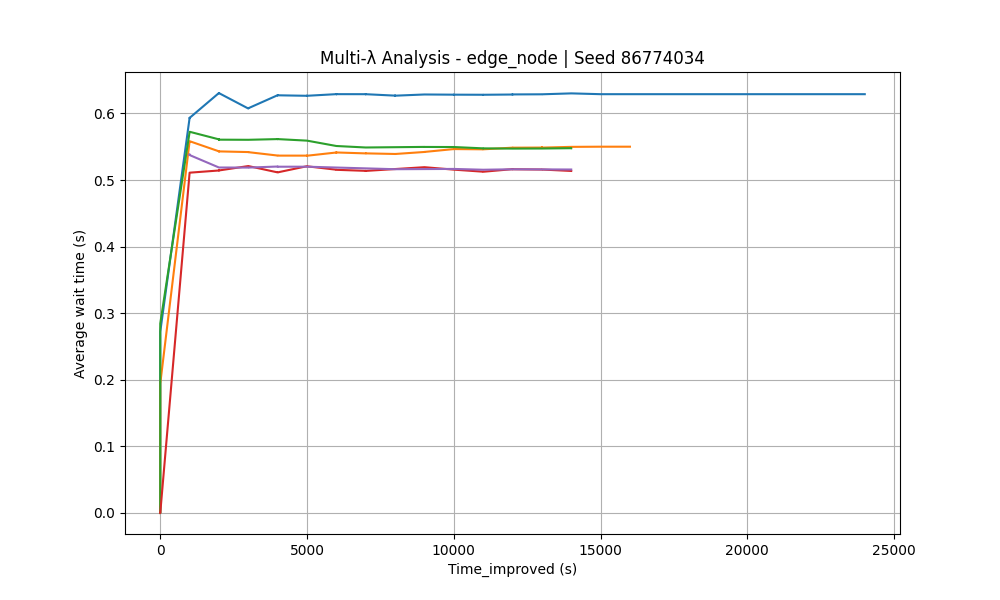 Multi-λ Analysis - edge_node | Seed 86774034
Average wait time (s)
0.6
0.5
0.4
0.3
0.2
0.1
0.0
0 5000 10000 15000 20000 25000
Time_improved (s)